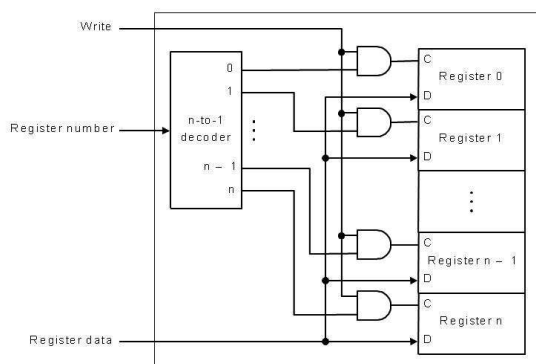 Write
0
C
Register 0
1
D
n-to-1
decoder
C
Register 1
Register number
D
n – 1
n
C
Register n – 1
D
C
Register n
Register data
D